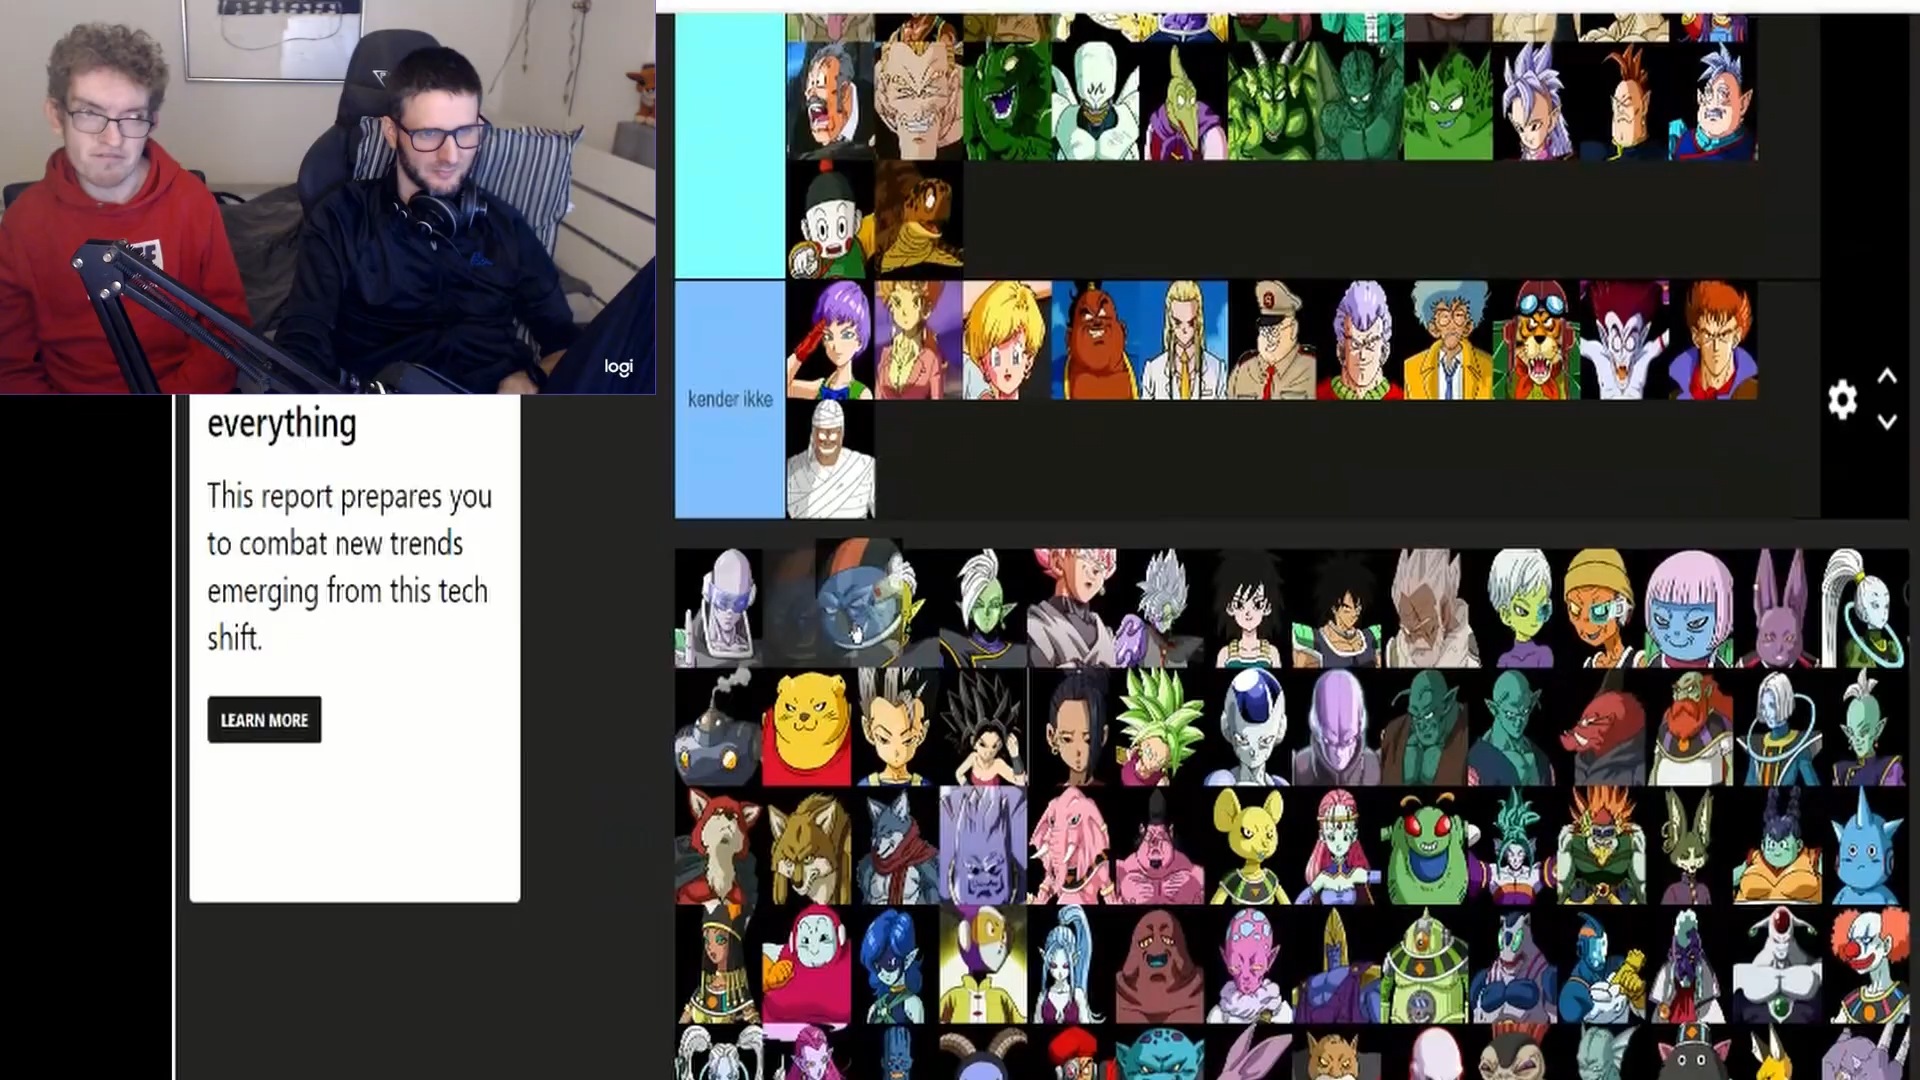 logi
everything
This report prepares you
to combat new trends
emerging from this tech
shift.
LEARN MORE
kender ikke